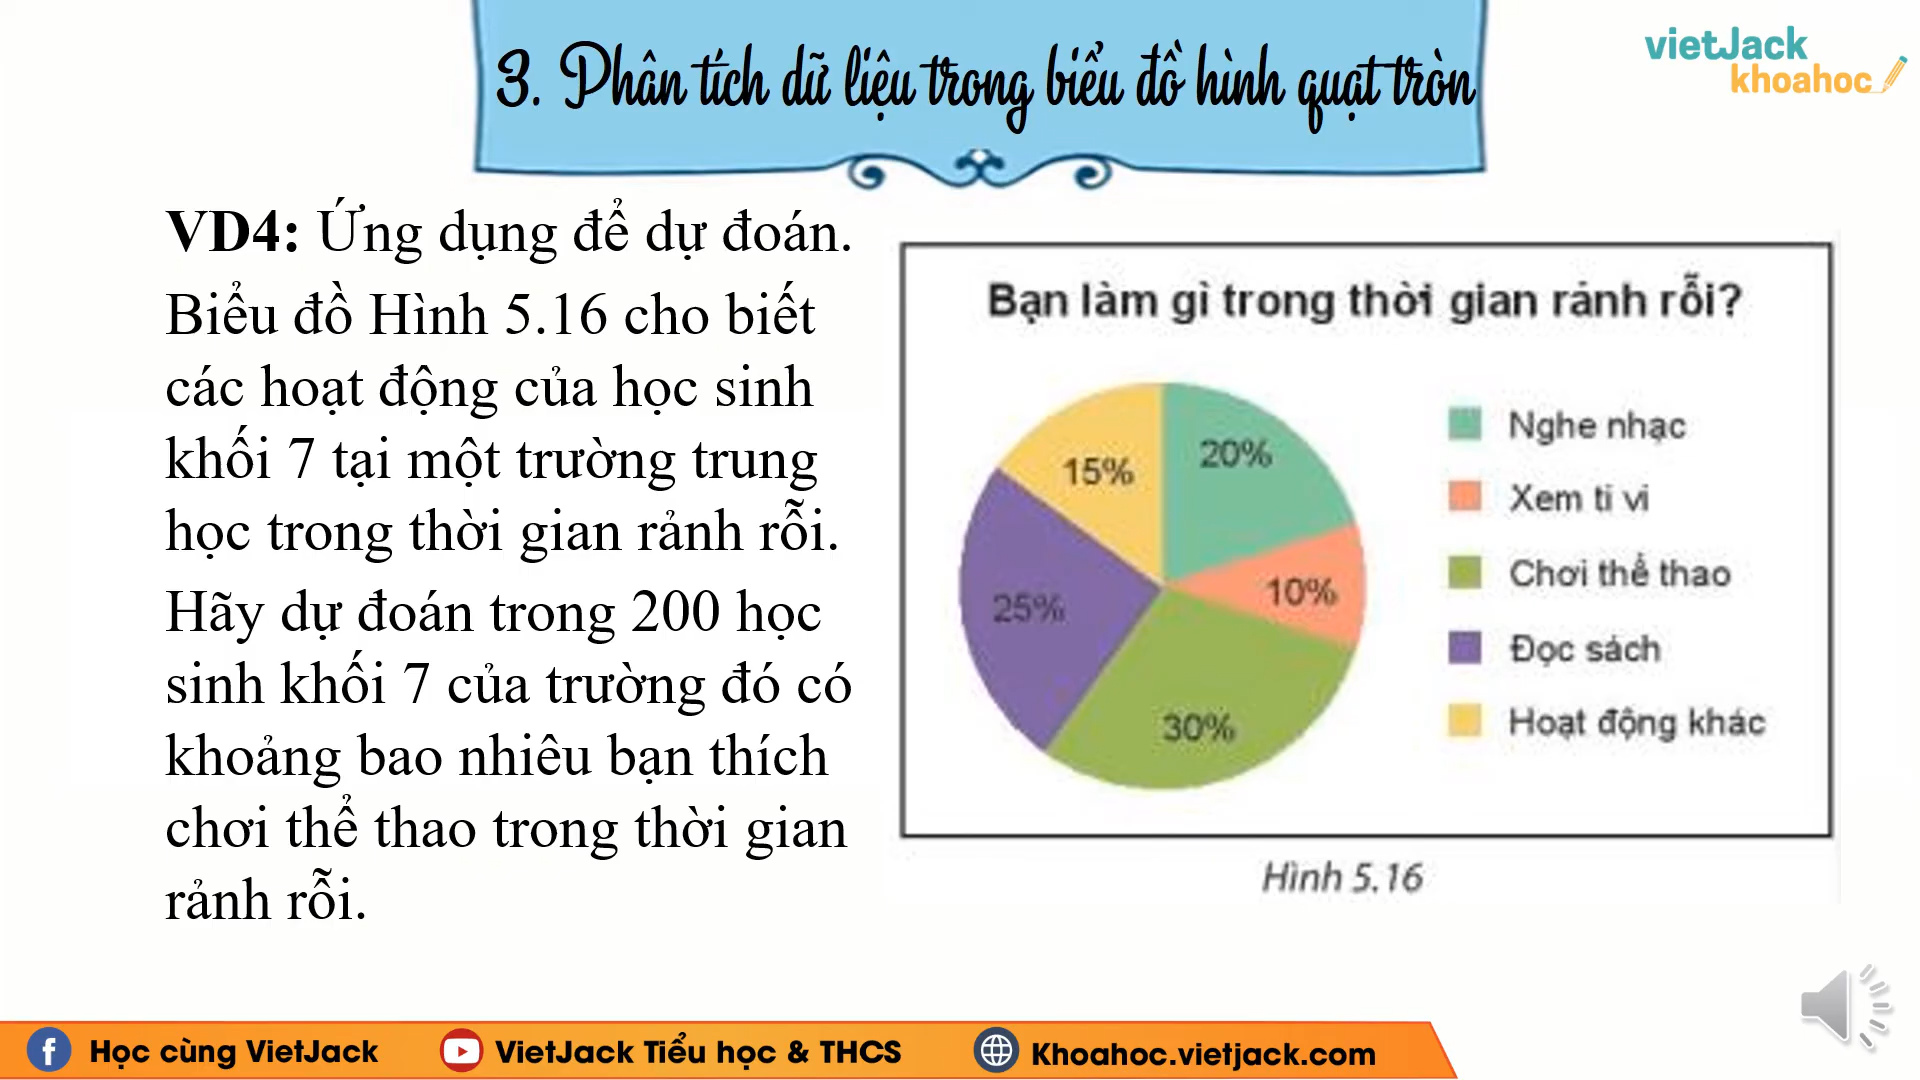 3. Phân tích dữ liệu trong biểu đồ hình quạt tròn
vietJack
khoahoc
VD4: Ứng dụng để dự đoán.
Biểu đồ Hình 5.16 cho biết
các hoạt động của học sinh
khối 7 tại một trường trung
học trong thời gian rảnh rỗi.
Hãy dự đoán trong 200 học
sinh khối 7 của trường đó có
khoảng bao nhiêu bạn thích
chơi thể thao trong thời gian
rảnh rỗi.
Bạn làm gì trong thời gian rảnh rỗi?
20%
10%
30%
25%
15%
Nghe nhạc
Xem ti vi
Chơi thể thao
Đọc sách
Hoạt động khác
Hình 5.16
Học cùng VietJack
VietJack Tiểu học & THCS
Khoahoc.vietjack.com